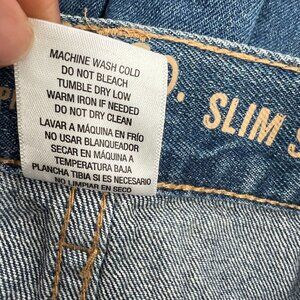 MACHINE WASH COLD
DO NOT BLEACH
TUMBLE DRY LOW
WARM IRON IF NEEDED
DO NOT DRY CLEAN
LAVAR A MÁQUINA EN FRÍO
NO USAR BLANQUEADOR
SECAR EN MÁQUINA A
TEMPERATURA BAJA
PLANCHA TIBIA SI ES NECESARIO
NO LIMPIAR EN SECO
SLIM